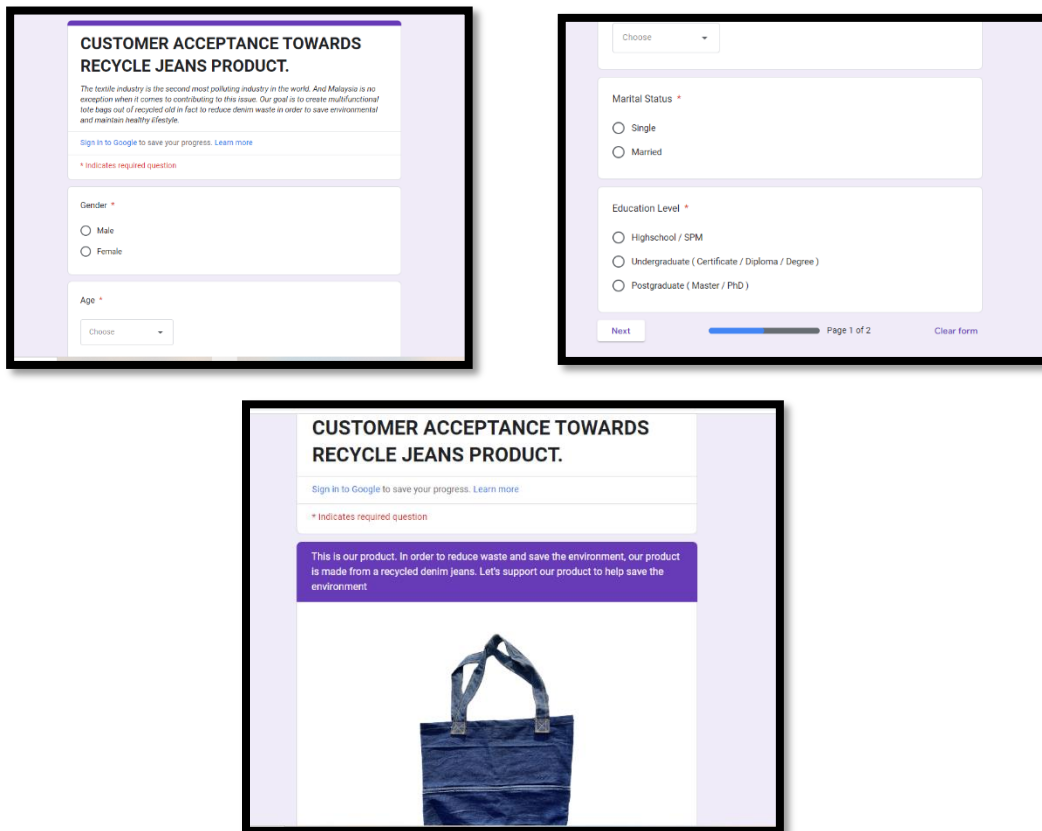 CUSTOMER ACCEPTANCE TOWARDS
RECYCLE JEANS PRODUCT.
The textile industry is the second most polluting industry in the world. And Malaysia is no
exception when it comes to contributing to this issue. Our goal is to create multifunctional
tote bags out of recycled old in fact to reduce denim waste in order to save environmental
and maintain healthy lifestyle.
Sign in to Google to save your progress. Learn more
* Indicates required question
Gender *
Male
Female
Age *
Choose
Choose
Marital Status *
Single
Married
Education Level *
Highschool / SPM
Undergraduate ( Certificate / Diploma / Degree )
Postgraduate ( Master / PhD )
Next
Page 1 of 2
Clear form
CUSTOMER ACCEPTANCE TOWARDS
RECYCLE JEANS PRODUCT.
Sign in to Google to save your progress. Learn more
* Indicates required question
This is our product. In order to reduce waste and save the environment, our product
is made from a recycled denim jeans. Let's support our product to help save the
environment